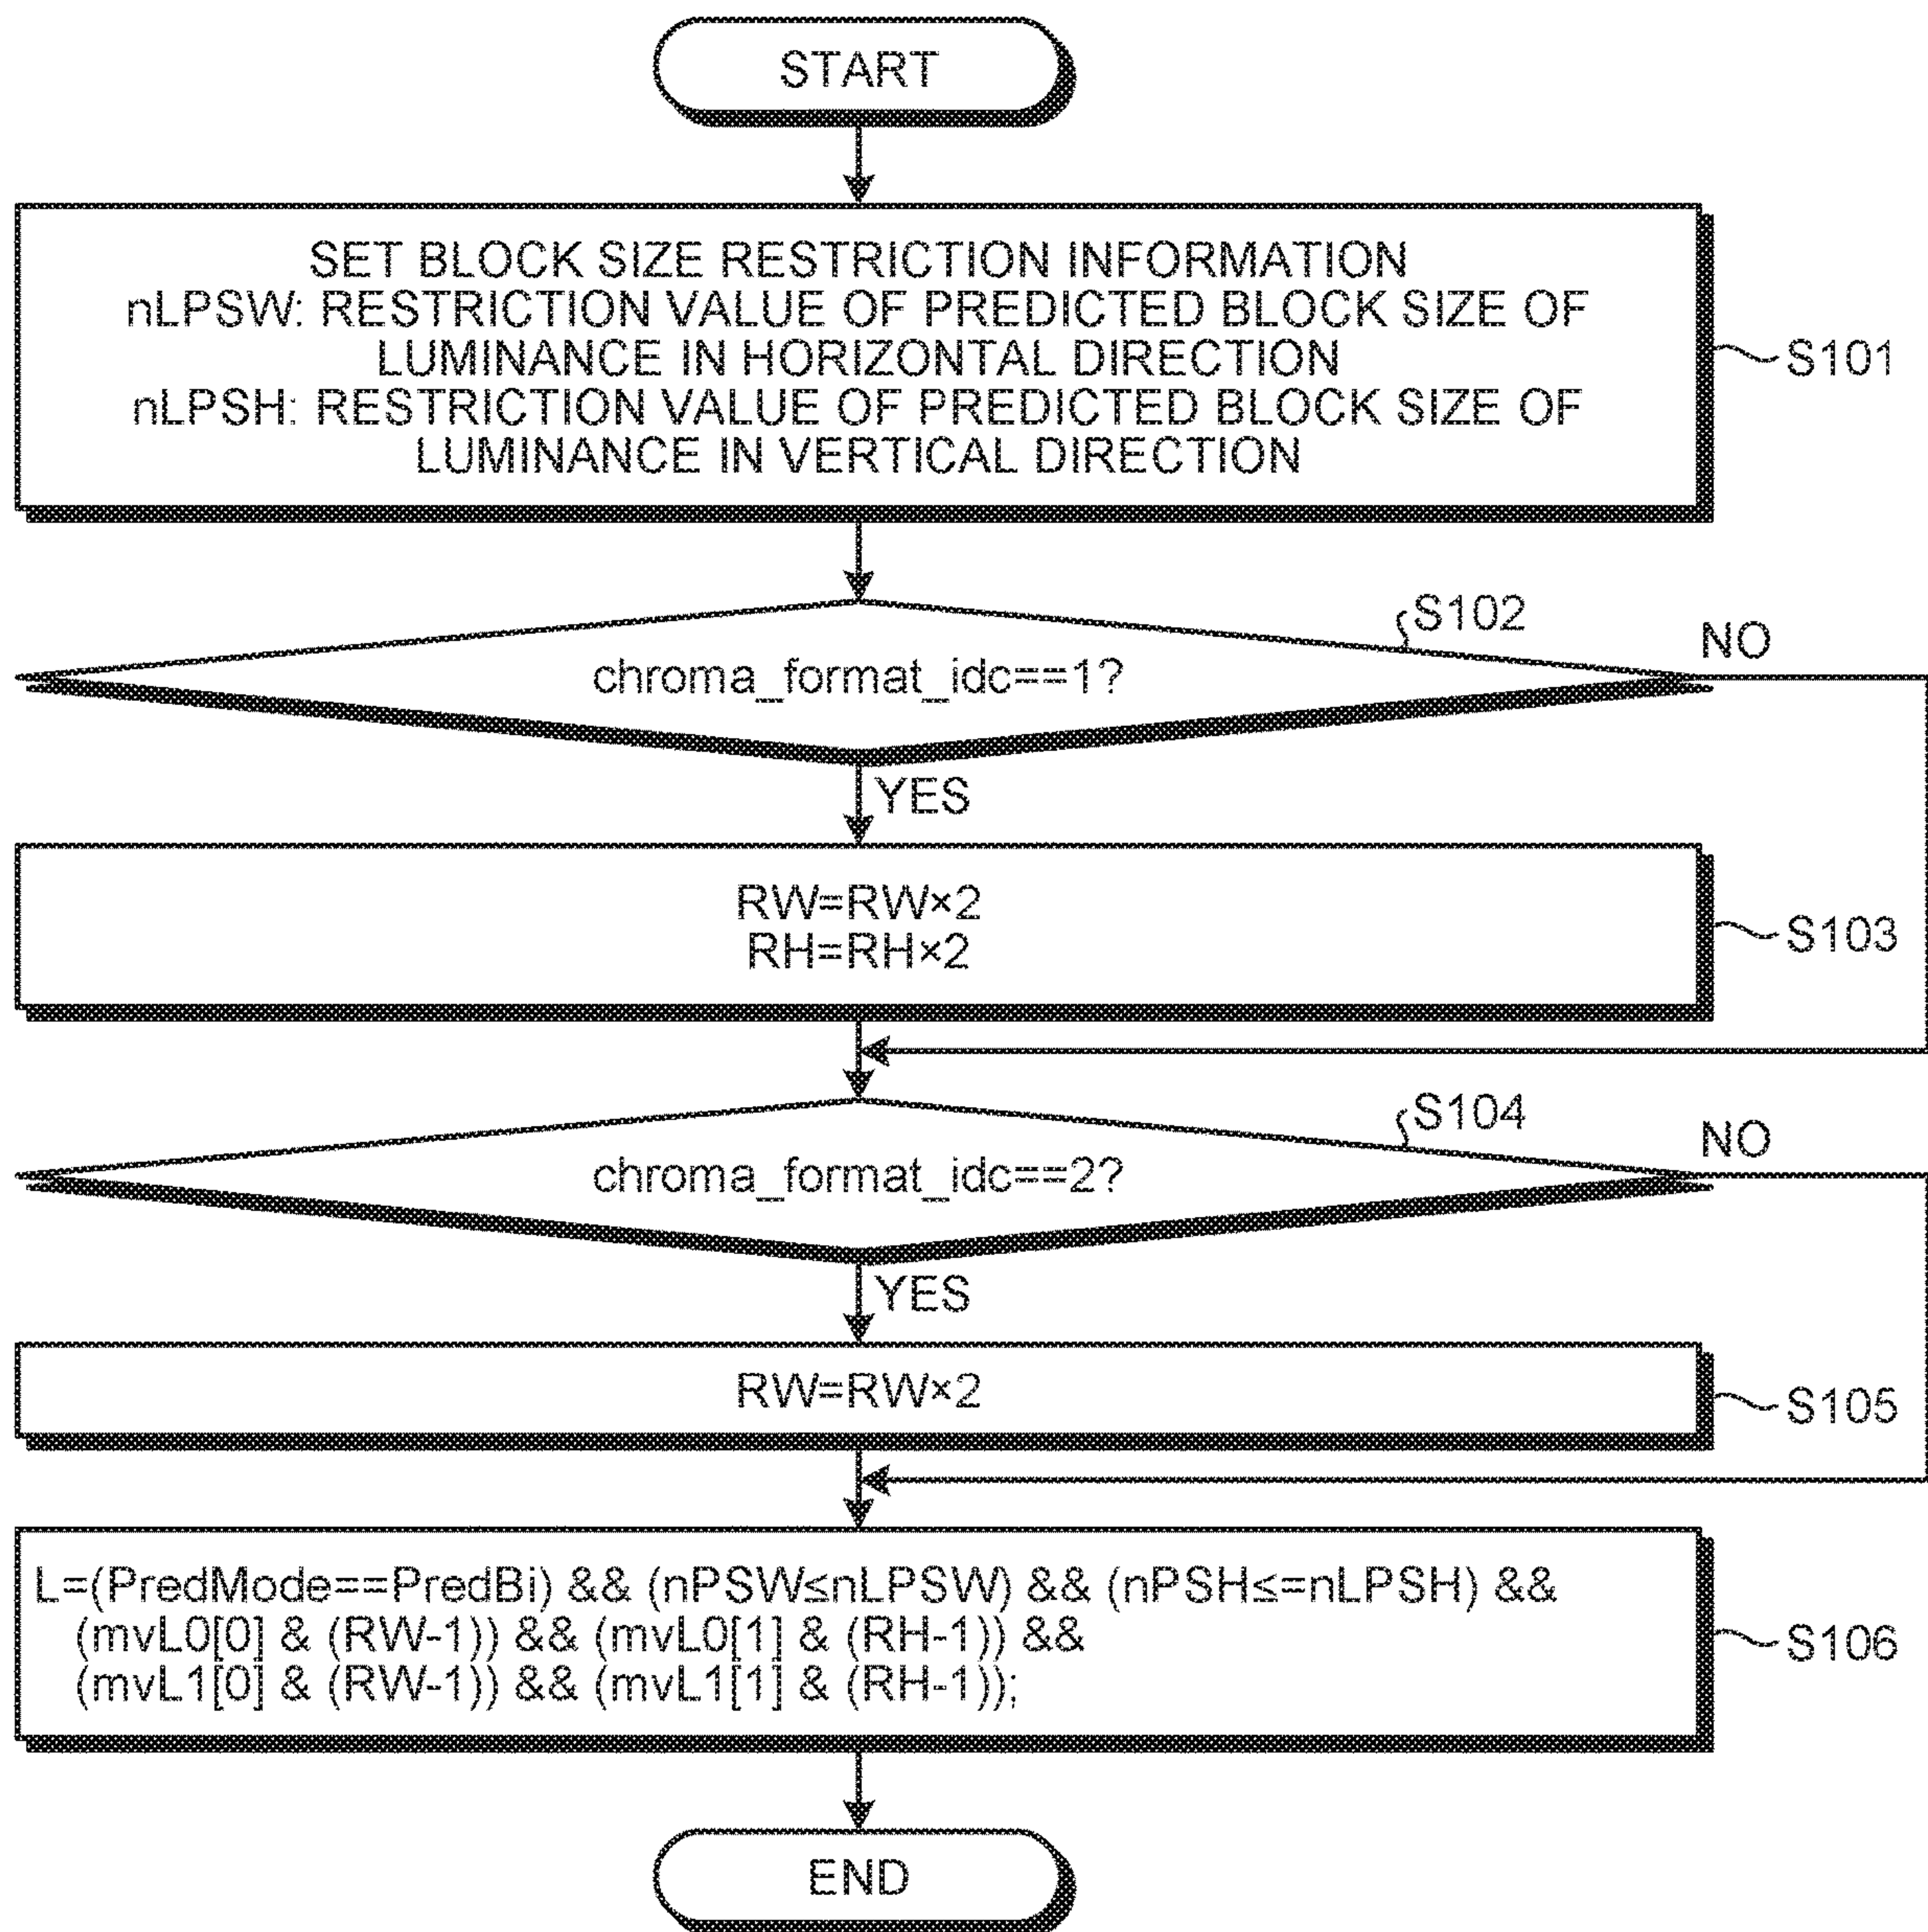 START
SET BLOCK SIZE RESTRICTION INFORMATION
nLPSW: RESTRICTION VALUE OF PREDICTED BLOCK SIZE OF
LUMINANCE IN HORIZONTAL DIRECTION
nLPSH: RESTRICTION VALUE OF PREDICTED BLOCK SIZE OF
LUMINANCE IN VERTICAL DIRECTION
S101
S102
NO
chroma_format_idc==1?
YES
RW=RW×2
RH=RH×2
S103
S104
NO
chroma_format_idc==2?
YES
RW=RW×2
S105
L=(PredMode==PredBi) && (nPSW≤nLPSW) && (nPSH≤=nLPSH) &&
(mvL0[0] & (RW-1)) && (mvL0[1] & (RH-1)) &&
(mvL1[0] & (RW-1)) && (mvL1[1] & (RH-1));
S106
END